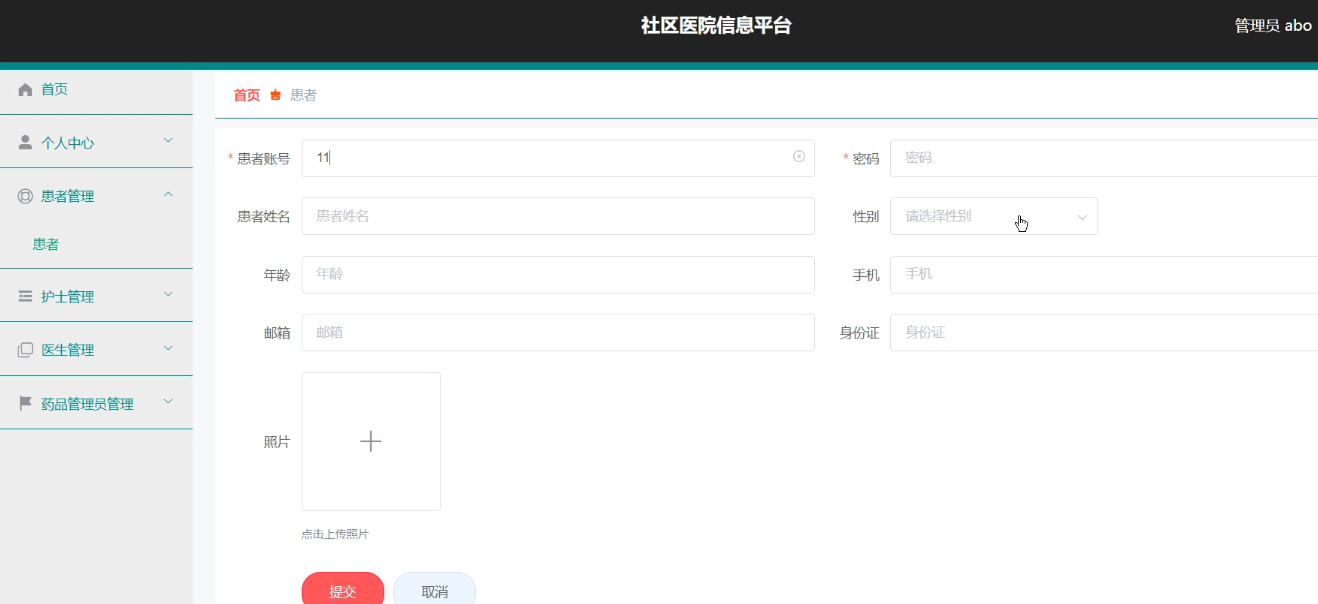 社区医院信息平台
管理员 abo
首页
个人中心
患者管理
患者
护士管理
医生管理
药品管理员管理
首页 患者
* 患者账号 11
* 密码 密码
患者姓名 患者姓名
性别 请选择性别
年龄 年龄
手机 手机
邮箱 邮箱
身份证 身份证
照片
点击上传照片
提交 取消